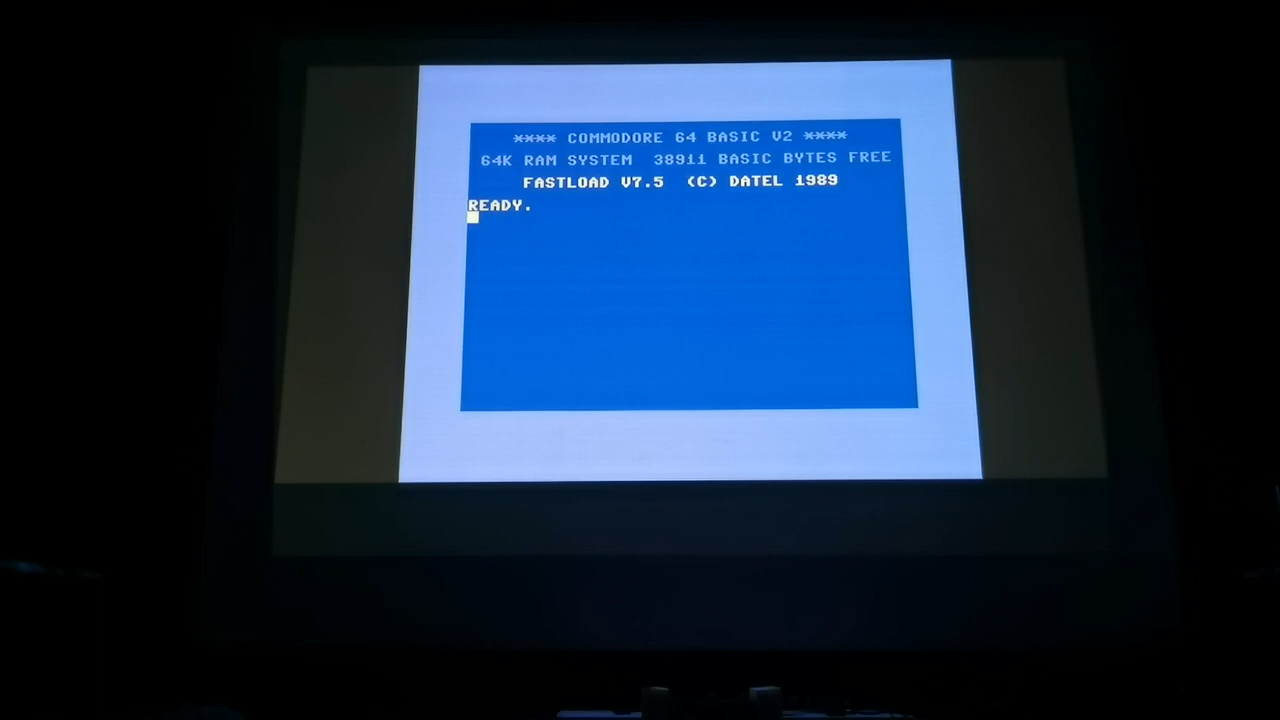 **** COMMODORE 64 BASIC V2 ****
64K RAM SYSTEM  38911 BASIC BYTES FREE
FASTLOAD V7.5  (C) DATEL 1989
READY.